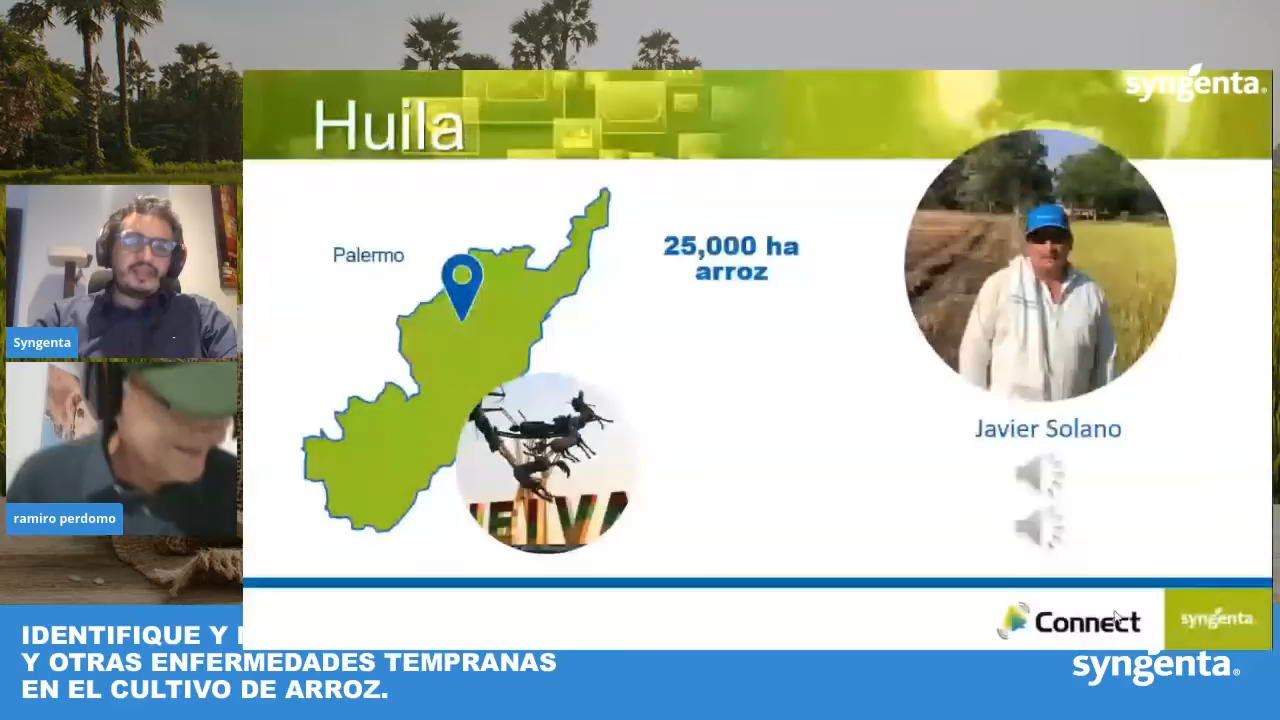 syngenta.
Huila
Palermo
25,000 ha
arroz
Javier Solano
Syngenta
ramiro perdomo
EIVA
Connect
syngenta.
IDENTIFIQUE Y
Y OTRAS ENFERMEDADES TEMPRANAS
EN EL CULTIVO DE ARROZ.
syngenta.